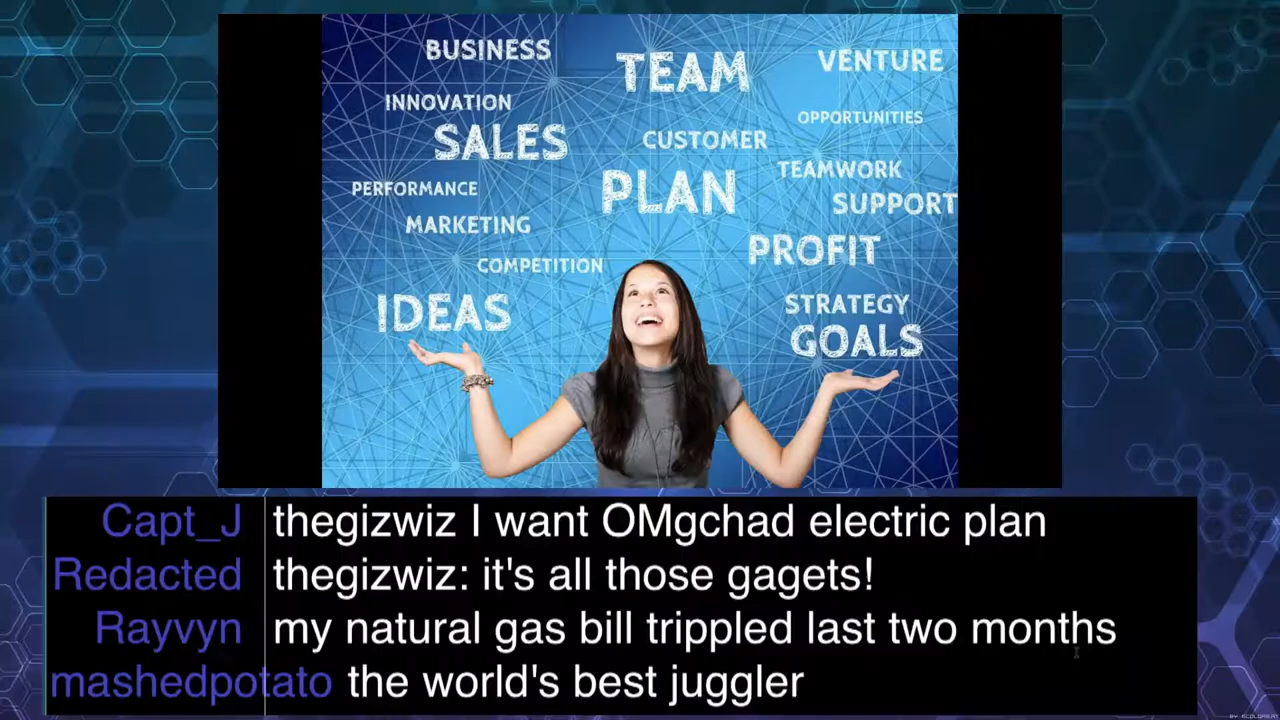 BUSINESS
TEAM
VENTURE
INNOVATION
OPPORTUNITIES
SALES
CUSTOMER
TEAMWORK
PERFORMANCE
PLAN
SUPPORT
MARKETING
PROFIT
COMPETITION
IDEAS
STRATEGY
GOALS
Capt_J thegizwiz I want OMgchad electric plan
Redacted thegizwiz: it's all those gagets!
Rayvyn my natural gas bill trippled last two months
mashedpotato the world's best juggler